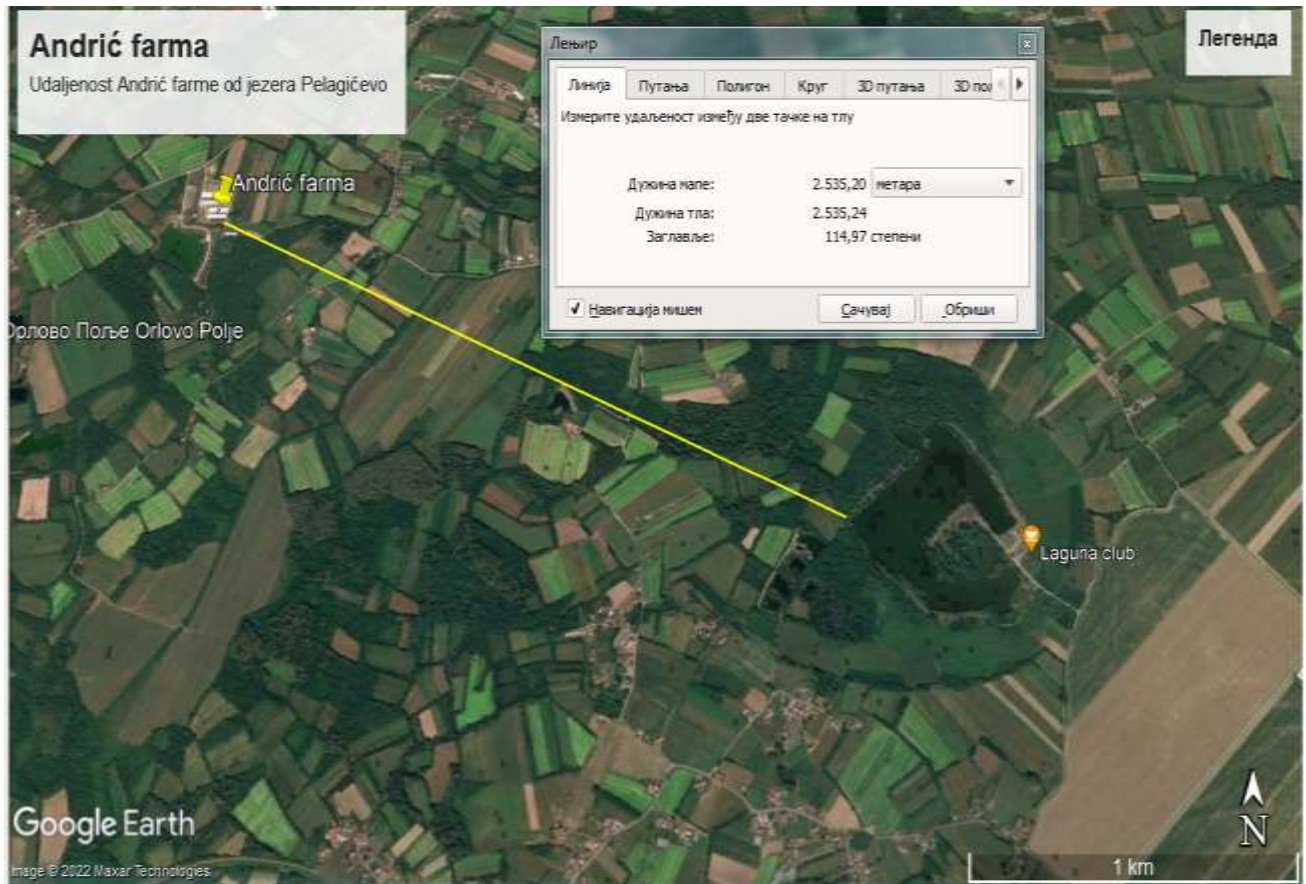 Andrić farma
Udaljenost Andrić farme od jezera Pelagićevo
Легенда
Лењир
Линија Путања Полигон Круг 3D путања 3D пол
Измерите удаљеност између две тачке на тлу
Дужина мапе: 2.535,20 метара
Дужина тла: 2.535,24
Заглавље: 114,97 степени
Навигација мишем Сачувај Обриши
Andrić farma
Орлово Поље Orlovo Polje
Laguna club
Google Earth
Image © 2022 Maxar Technologies
N
1 km